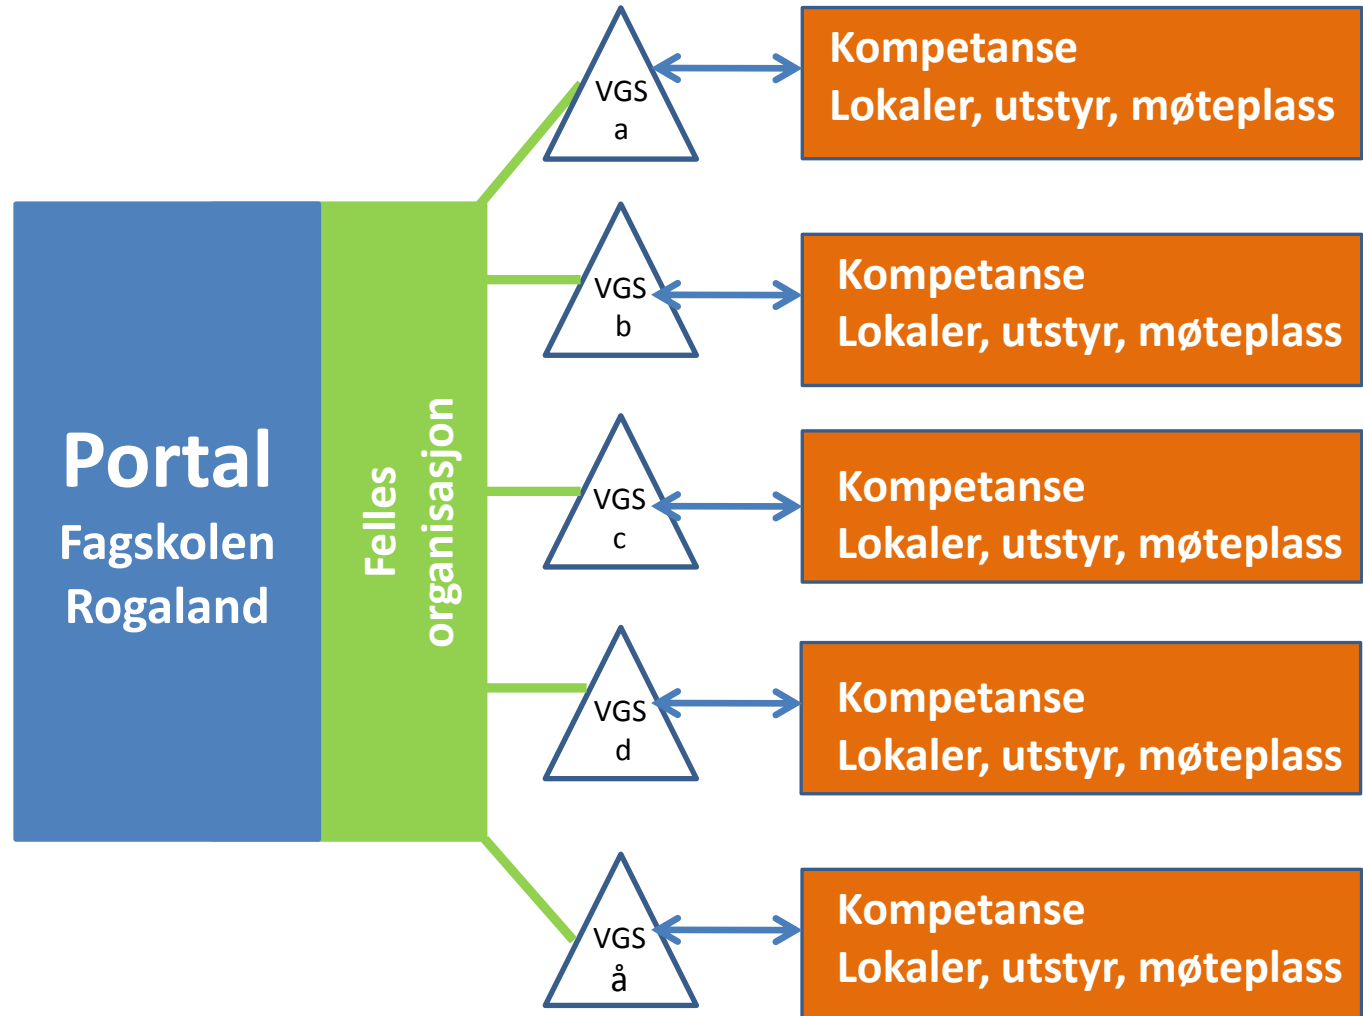 Portal
Fagskolen
Rogaland
Felles
organisasjon
VGS
a
Kompetanse
Lokaler, utstyr, møteplass
VGS
b
Kompetanse
Lokaler, utstyr, møteplass
VGS
c
Kompetanse
Lokaler, utstyr, møteplass
VGS
d
Kompetanse
Lokaler, utstyr, møteplass
VGS
å
Kompetanse
Lokaler, utstyr, møteplass